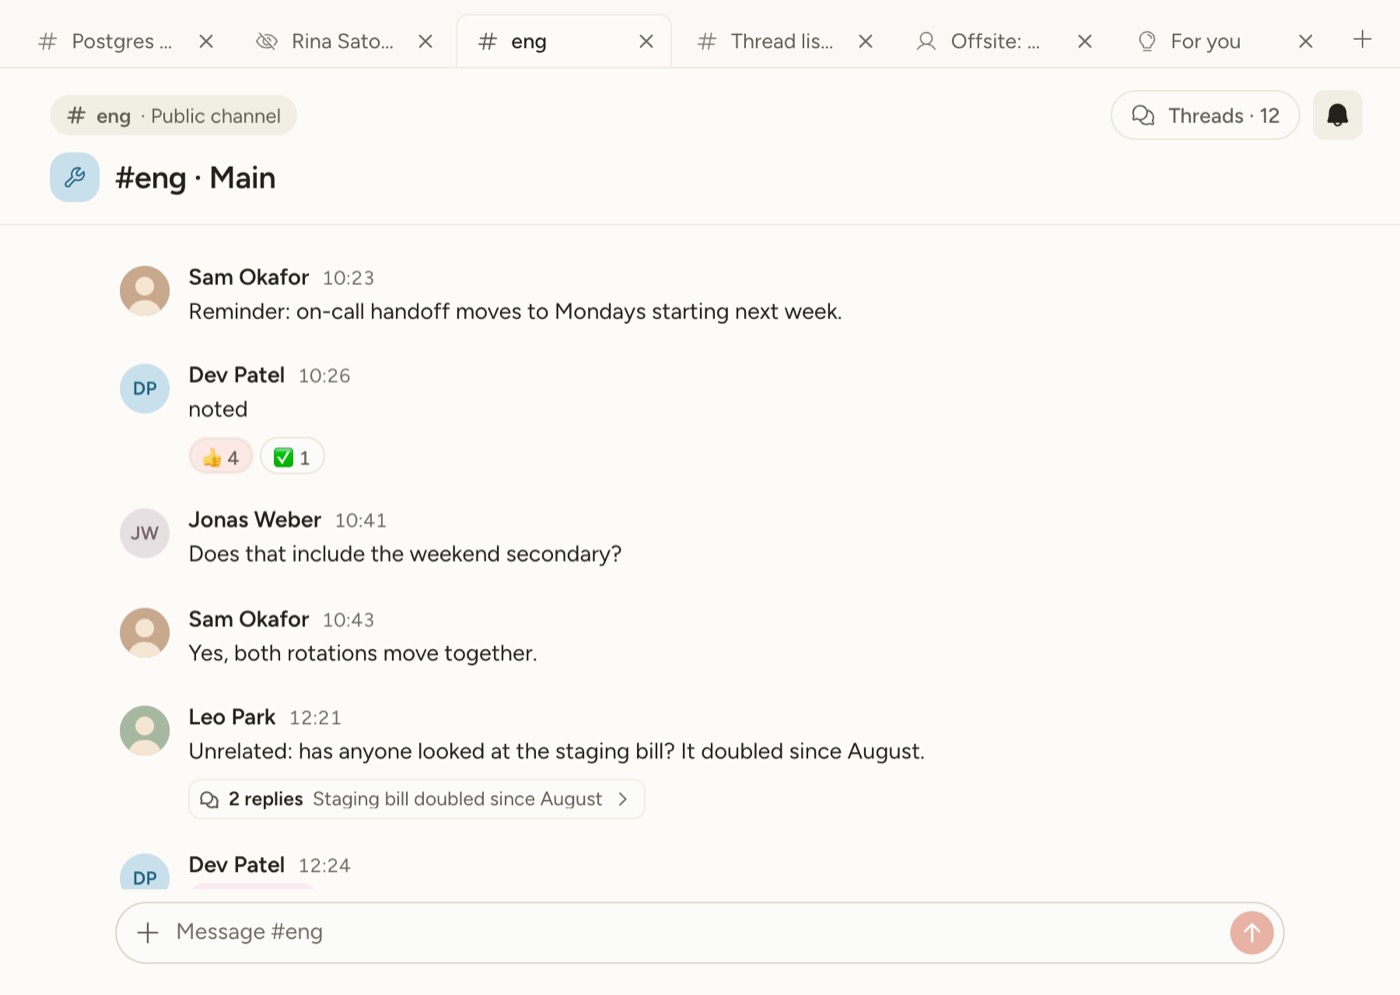 Postgres ...
Rina Sato...
# eng
Thread lis...
Offsite: ...
For you
# eng · Public channel
Threads · 12
#eng · Main
Sam Okafor 10:23
Reminder: on-call handoff moves to Mondays starting next week.
DP
Dev Patel 10:26
noted
👍 4 ✅ 1
JW
Jonas Weber 10:41
Does that include the weekend secondary?
Sam Okafor 10:43
Yes, both rotations move together.
Leo Park 12:21
Unrelated: has anyone looked at the staging bill? It doubled since August.
2 replies Staging bill doubled since August
DP
Dev Patel 12:24
Message #eng